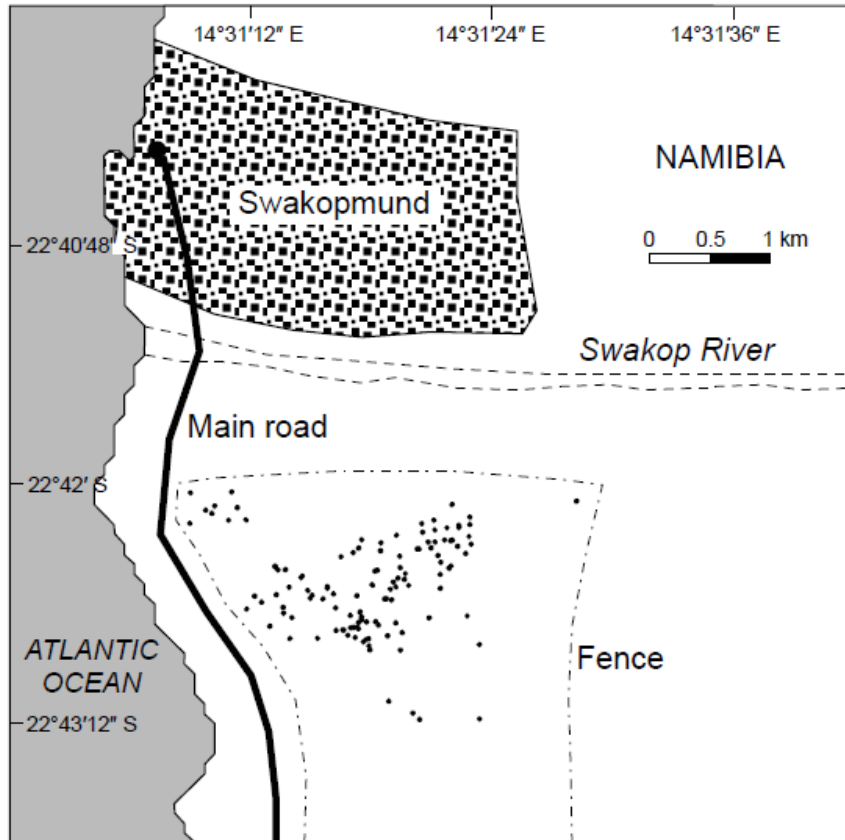 14°31′12″ E 14°31′24″ E 14°31′36″ E
NAMIBIA
Swakopmund
0 0.5 1 km
22°40′48″ S
Swakop River
Main road
22°42′ S
ATLANTIC
OCEAN
Fence
22°43′12″ S